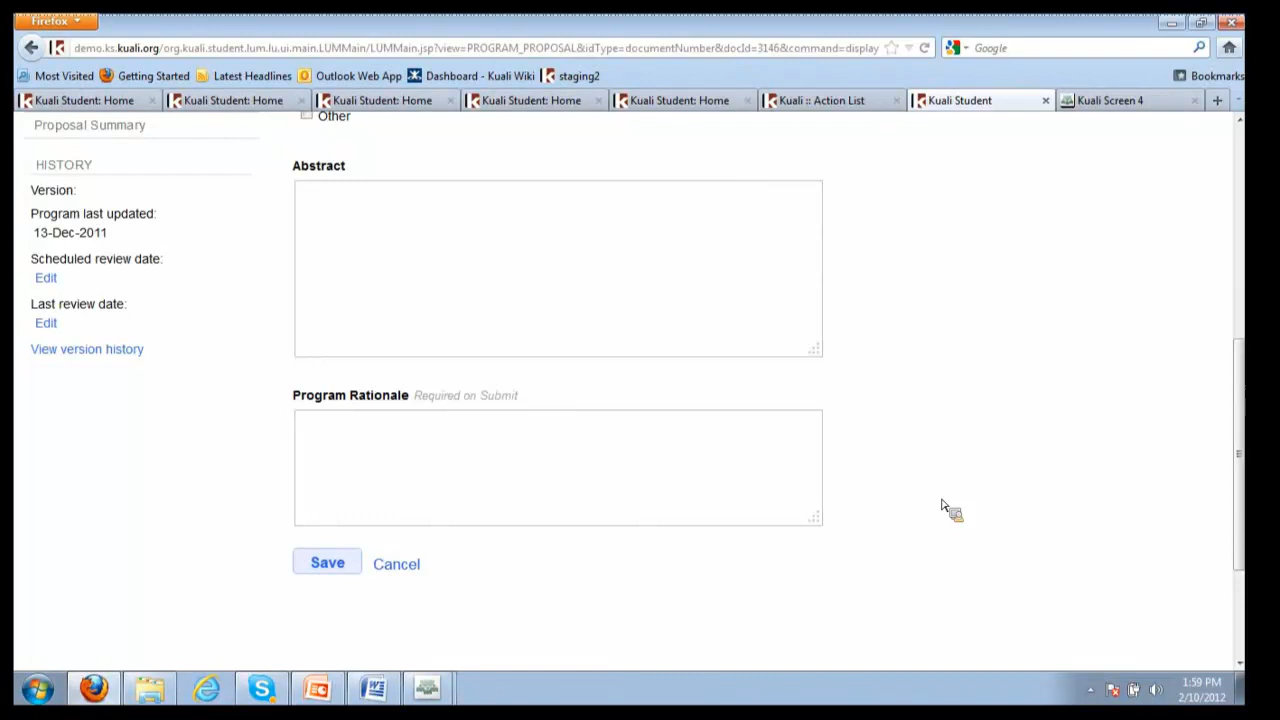 Firefox
demo.ks.kuali.org/org.kuali.student.lum.lu.ui.main.LUMMain/LUMMain.jsp?view=PROGRAM_PROPOSAL&idType=documentNumber&docId=3146&command=display
Google
Most Visited Getting Started Latest Headlines Outlook Web App Dashboard - Kuali Wiki staging2 Bookmarks
Kuali Student: Home Kuali Student: Home Kuali Student: Home Kuali Student: Home Kuali Student: Home Kuali :: Action List Kuali Student Kuali Screen 4
Proposal Summary
HISTORY
Version:
Program last updated:
13-Dec-2011
Scheduled review date:
Edit
Last review date:
Edit
View version history
Other
Abstract
Program Rationale Required on Submit
Save Cancel
1:59 PM
2/10/2012